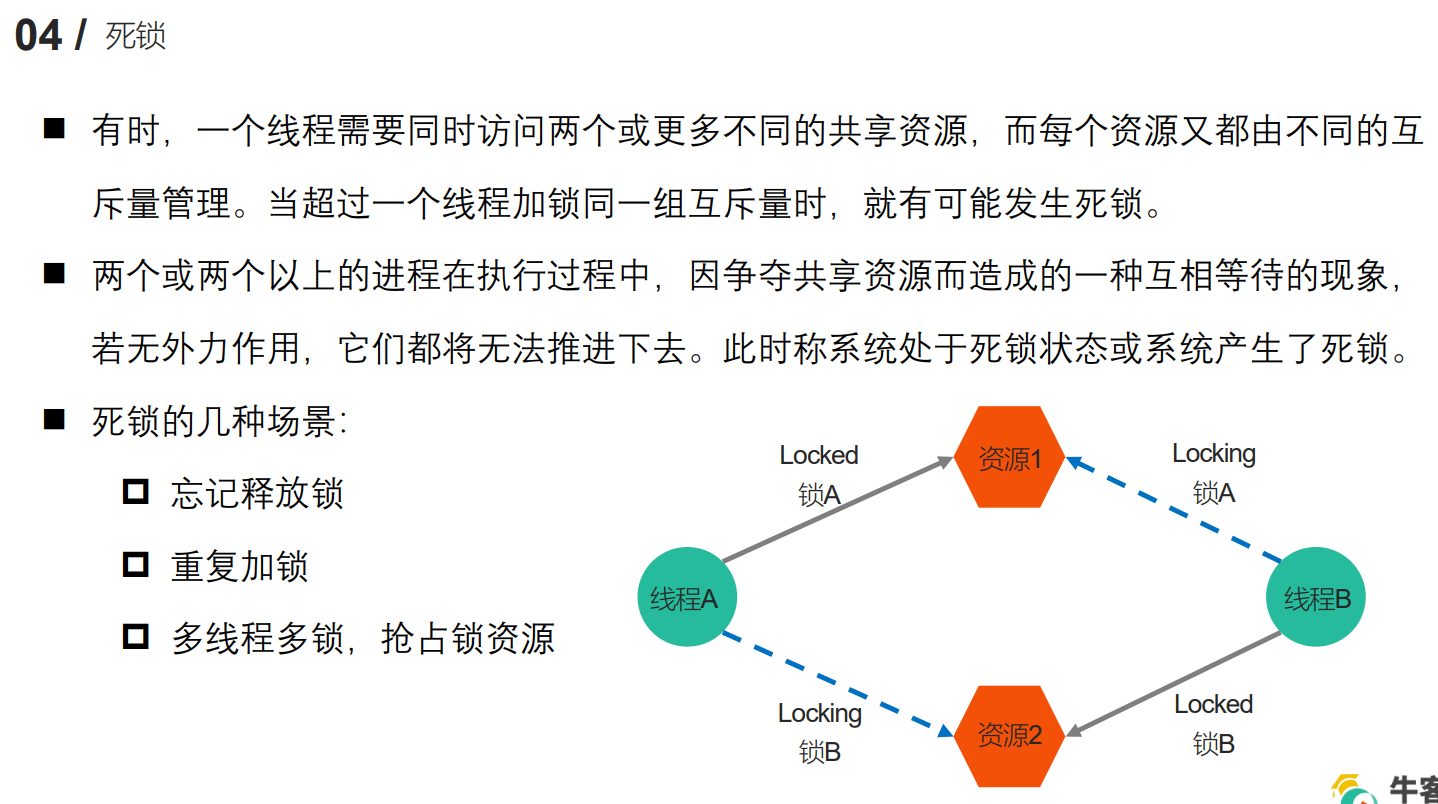 04 / 死锁
有时，一个线程需要同时访问两个或更多不同的共享资源，而每个资源又都由不同的互
斥量管理。当超过一个线程加锁同一组互斥量时，就有可能发生死锁。
两个或两个以上的进程在执行过程中，因争夺共享资源而造成的一种互相等待的现象，
若无外力作用，它们都将无法推进下去。此时称系统处于死锁状态或系统产生了死锁。
死锁的几种场景：
忘记释放锁
重复加锁
多线程多锁，抢占锁资源
Locked
锁A
资源1
Locking
锁A
线程A
线程B
Locking
锁B
资源2
Locked
锁B
牛客